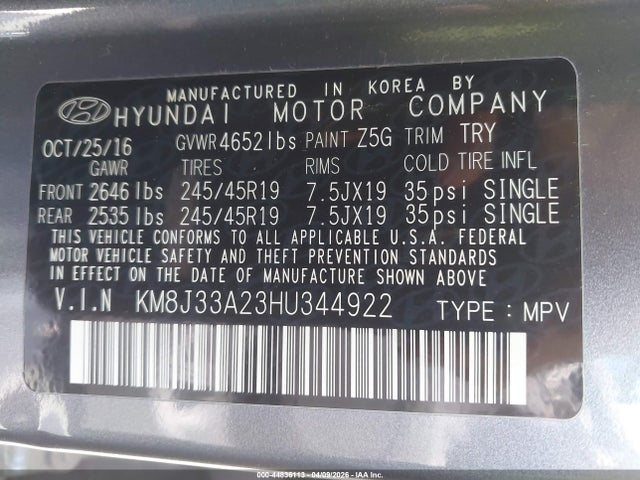 MANUFACTURED IN KOREA BY
HYUNDAI MOTOR COMPANY
OCT/25/16 GVWR 4652 lbs PAINT Z5G TRIM TRY
GAWR TIRES RIMS COLD TIRE INFL
FRONT 2646 lbs 245/45R19 7.5JX19 35 psi SINGLE
REAR 2535 lbs 245/45R19 7.5JX19 35 psi SINGLE
THIS VEHICLE CONFORMS TO ALL APPLICABLE U.S.A. FEDERAL
MOTOR VEHICLE SAFETY AND THEFT PREVENTION STANDARDS
IN EFFECT ON THE DATE OF MANUFACTURE SHOWN ABOVE.
V.I.N KM8J33A23HU344922 TYPE : MPV
000-44836113 - 04/09/2026 - IAA Inc.